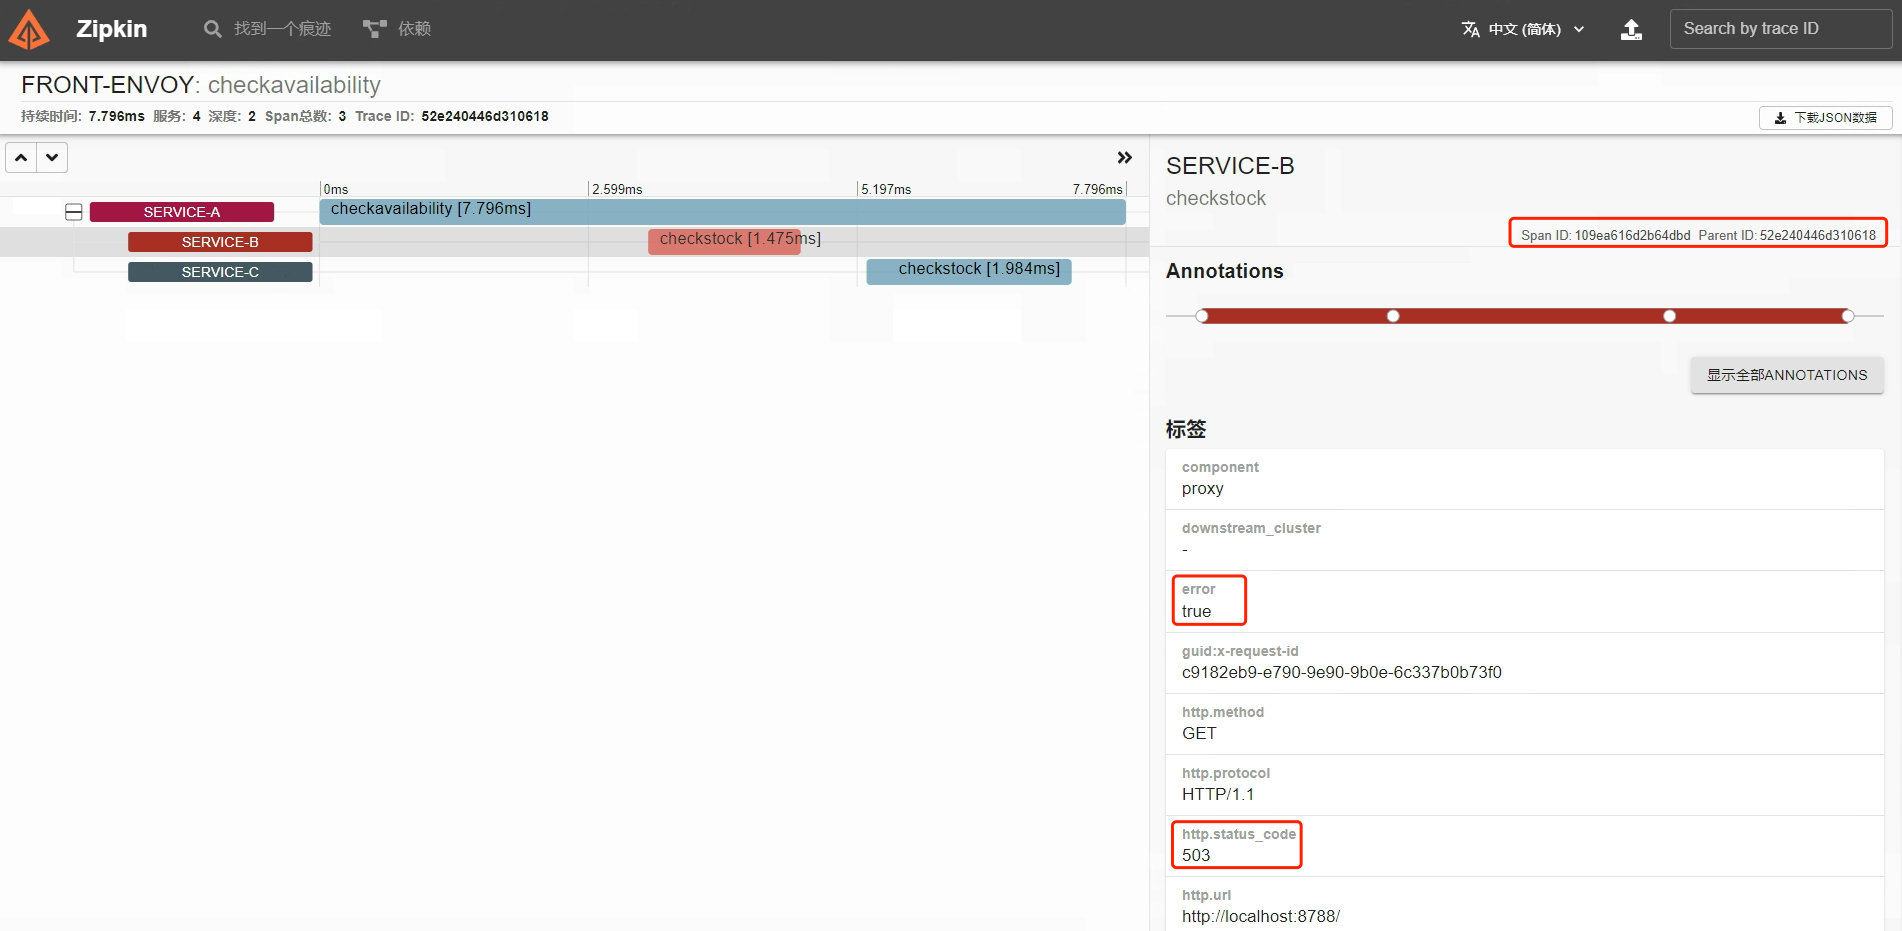 Zipkin 找到一个痕迹 依赖 中文 (简体) Search by trace ID
FRONT-ENVOY: checkavailability
持续时间: 7.796ms 服务: 4 深度: 2 Span总数: 3 Trace ID: 52e240446d310618
下载JSON数据
0ms 2.599ms 5.197ms 7.796ms
SERVICE-A checkavailability [7.796ms]
SERVICE-B checkstock [1.475ms]
SERVICE-C checkstock [1.984ms]
SERVICE-B
checkstock
Span ID: 109ea616d2b64dbd Parent ID: 52e240446d310618
Annotations
显示全部ANNOTATIONS
标签
component
proxy
downstream_cluster
-
error
true
guid:x-request-id
c9182eb9-e790-9e90-9b0e-6c337b0b73f0
http.method
GET
http.protocol
HTTP/1.1
http.status_code
503
http.url
http://localhost:8788/